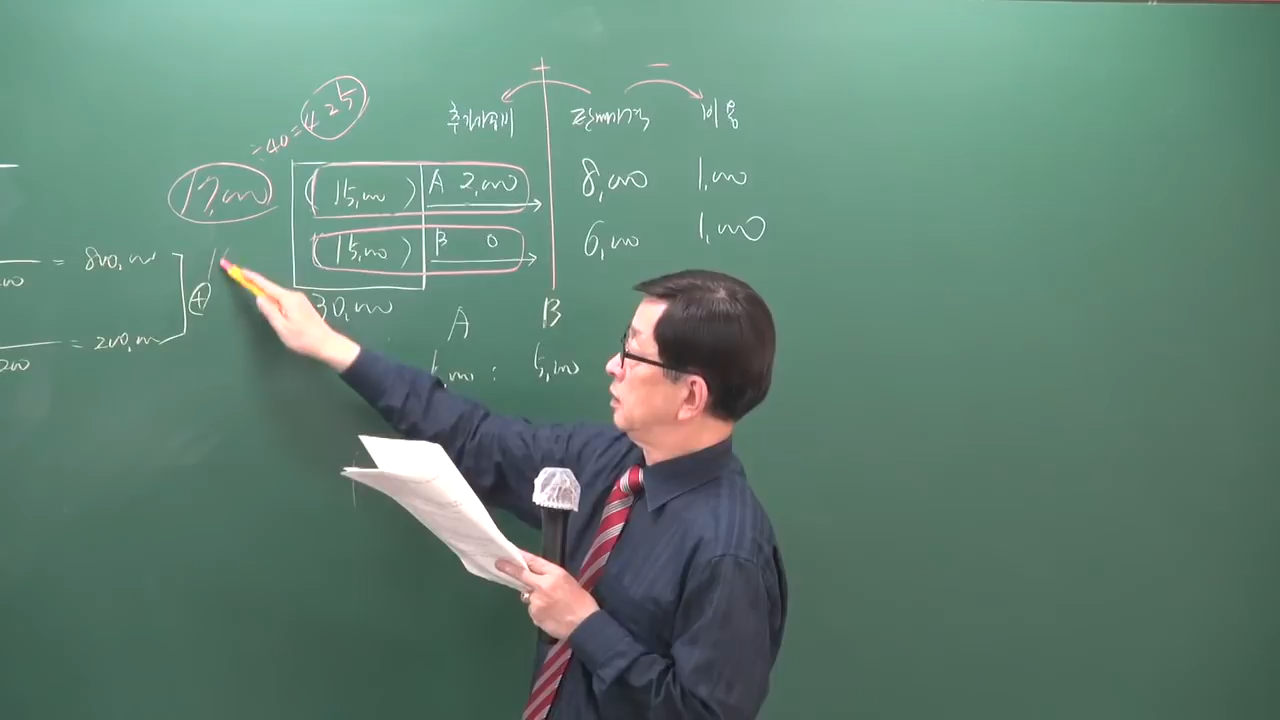 + −
추가가공비 판매가격 비용
÷40=425
17,000
(15,000) A 2,000 8,000 1,000
(15,000) B 0 6,000 1,000
= 800,000
⊕
30,000
A B
= 200,000
: 5,000